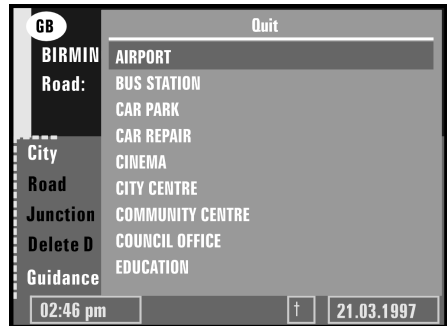 GB
Quit
BIRMIN
Road:
AIRPORT
BUS STATION
CAR PARK
CAR REPAIR
CINEMA
CITY CENTRE
COMMUNITY CENTRE
COUNCIL OFFICE
EDUCATION
City
Road
Junction
Delete D
Guidance
02:46 pm
†
21.03.1997